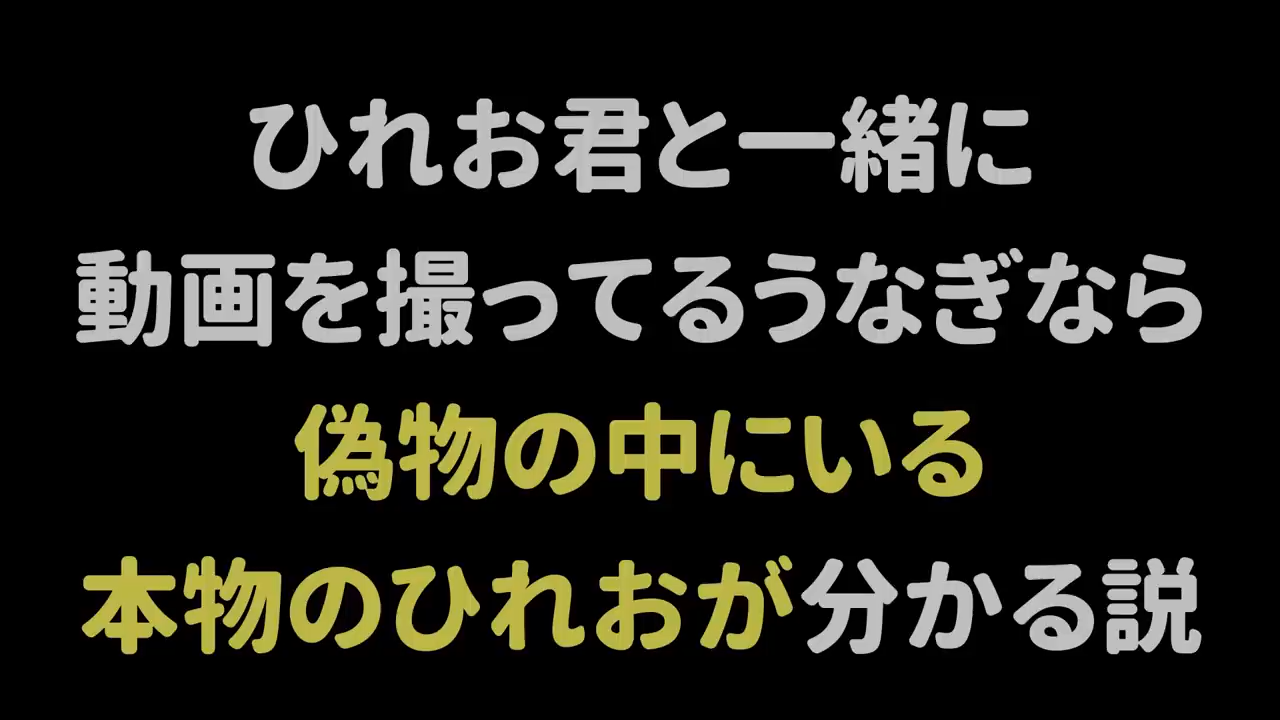 ひれお君と一緒に
動画を撮ってるうなぎなら
偽物の中にいる
本物のひれおが分かる説